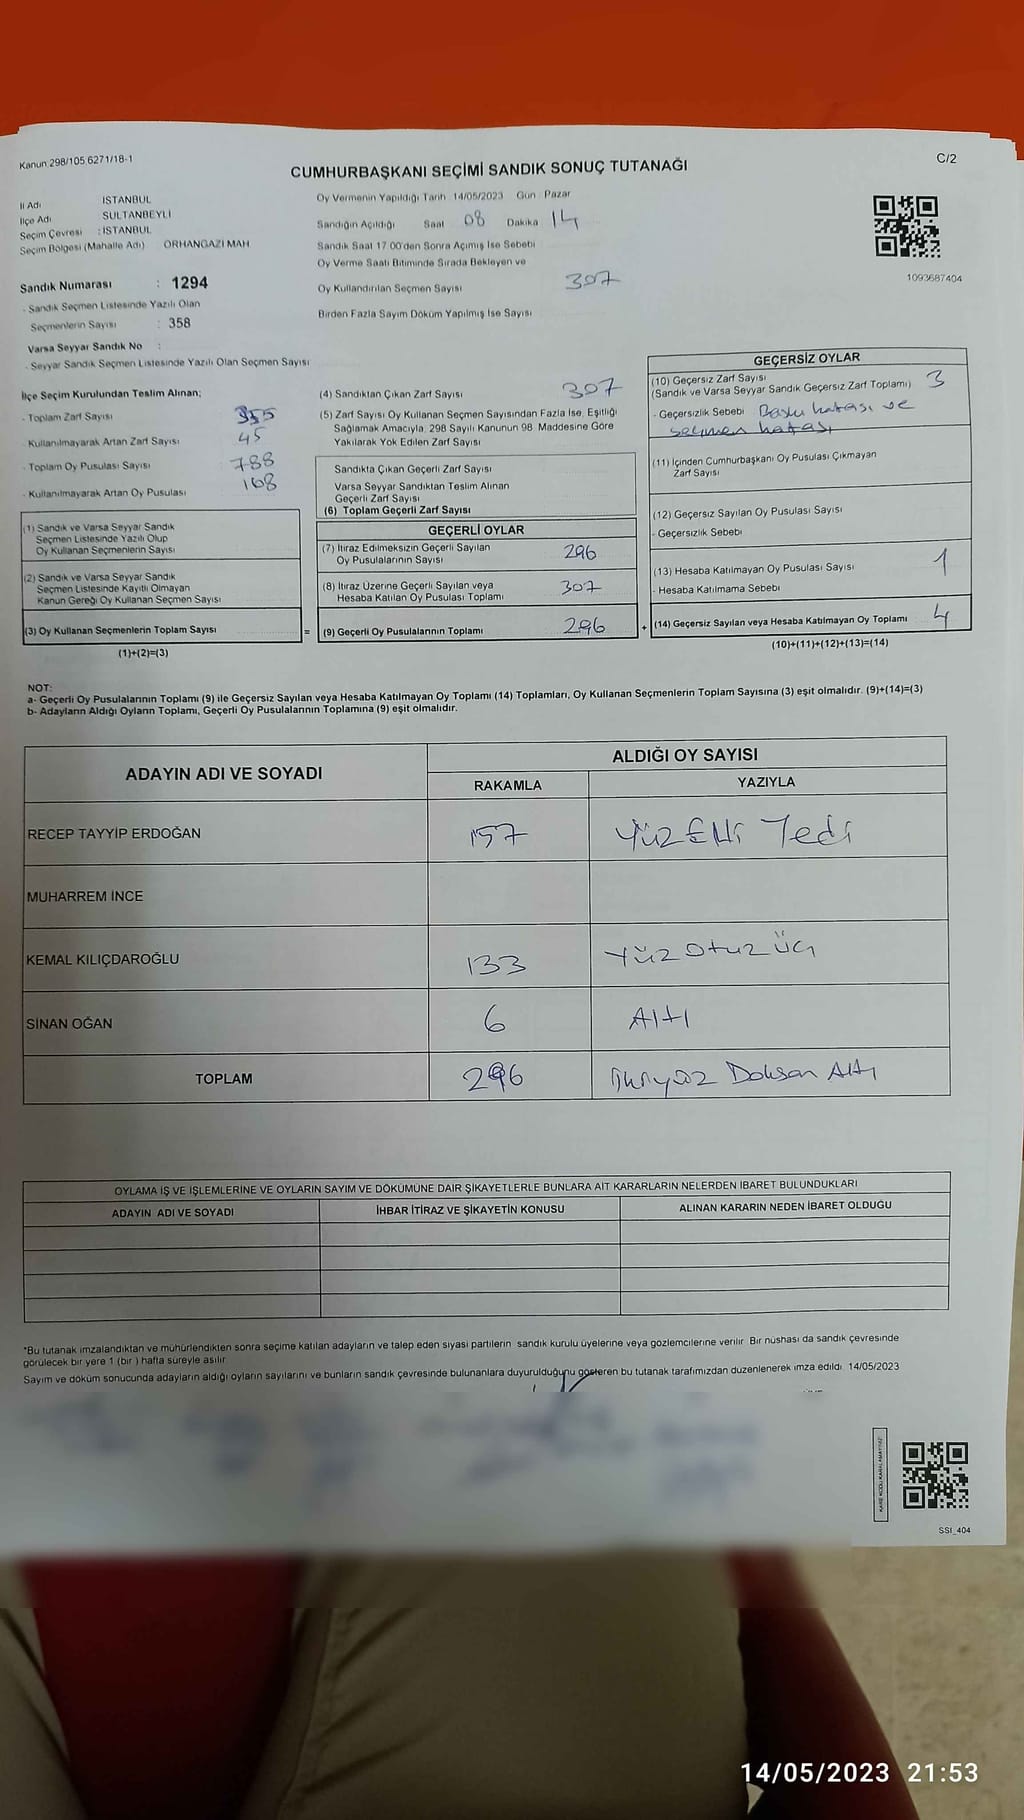 Kanun 298/105 6271/18-1
CUMHURBAŞKANI SEÇİMİ SANDIK SONUÇ TUTANAĞI
C/2
İl Adı İSTANBUL
İlçe Adı SULTANBEYLİ
Seçim Çevresi : İSTANBUL
Seçim Bölgesi (Mahalle Adı) ORHANGAZİ MAH
Sandık Numarası : 1294
- Sandık Seçmen Listesinde Yazılı Olan
Seçmenlerin Sayısı : 358
Varsa Seyyar Sandık No :
- Seyyar Sandık Seçmen Listesinde Yazılı Olan Seçmen Sayısı
Oy Vermenin Yapıldığı Tarih 14/05/2023 Gün Pazar
Sandığın Açıldığı Saat 08 Dakika 14
Sandık Saat 17 00'den Sonra Açımış İse Sebebi
Oy Verme Saati Bitiminde Sırada Bekleyen ve
Oy Kullandırılan Seçmen Sayısı 307
Birden Fazla Sayım Döküm Yapılmış İse Sayısı
1093687404
İlçe Seçim Kurulundan Teslim Alınan;
- Toplam Zarf Sayısı 355
- Kullanılmayarak Artan Zarf Sayısı 45
- Toplam Oy Pusulası Sayısı 788
- Kullanılmayarak Artan Oy Pusulası 168
(1) Sandık ve Varsa Seyyar Sandık
Seçmen Listesinde Yazılı Olup
Oy Kullanan Seçmenlerin Sayısı
(2) Sandık ve Varsa Seyyar Sandık
Seçmen Listesinde Kayıtlı Olmayan
Kanun Gereği Oy Kullanan Seçmen Sayısı
(3) Oy Kullanan Seçmenlerin Toplam Sayısı
(1)+(2)=(3)
=
(4) Sandıktan Çıkan Zarf Sayısı 307
(5) Zarf Sayısı Oy Kullanan Seçmen Sayısından Fazla İse, Eşitliği
Sağlamak Amacıyla, 298 Sayılı Kanunun 98. Maddesine Göre
Yakılarak Yok Edilen Zarf Sayısı
Sandıkta Çıkan Geçerli Zarf Sayısı
Varsa Seyyar Sandıktan Teslim Alınan
Geçerli Zarf Sayısı
(6) Toplam Geçerli Zarf Sayısı
GEÇERLİ OYLAR
(7) İtiraz Edilmeksizin Geçerli Sayılan
Oy Pusulalarının Sayısı 296
(8) İtiraz Üzerine Geçerli Sayılan veya
Hesaba Katılan Oy Pusulası Toplamı 307
(9) Geçerli Oy Pusulalarının Toplamı 296
+
GEÇERSİZ OYLAR
(10) Geçersiz Zarf Sayısı 3
(Sandık ve Varsa Seyyar Sandık Geçersiz Zarf Toplamı)
- Geçersizlik Sebebi Baskı hatası ve
seçmen hatası
(11) İçinden Cumhurbaşkanı Oy Pusulası Çıkmayan
Zarf Sayısı
(12) Geçersiz Sayılan Oy Pusulası Sayısı
- Geçersizlik Sebebi
(13) Hesaba Katılmayan Oy Pusulası Sayısı 1
- Hesaba Katılmama Sebebi
(14) Geçersiz Sayılan veya Hesaba Katılmayan Oy Toplamı 4
(10)+(11)+(12)+(13)=(14)
NOT:
a- Geçerli Oy Pusulalarının Toplamı (9) ile Geçersiz Sayılan veya Hesaba Katılmayan Oy Toplamı (14) Toplamları, Oy Kullanan Seçmenlerin Toplam Sayısına (3) eşit olmalıdır. (9)+(14)=(3)
b- Adayların Aldığı Oyların Toplamı, Geçerli Oy Pusulalarının Toplamına (9) eşit olmalıdır.
ADAYIN ADI VE SOYADI
ALDIĞI OY SAYISI
RAKAMLA YAZIYLA
RECEP TAYYİP ERDOĞAN 157 Yüz Elli Yedi
MUHARREM İNCE
KEMAL KILIÇDAROĞLU 133 Yüz Otuz Üç
SİNAN OĞAN 6 Altı
TOPLAM 296 İkiyüz Doksan Altı
OYLAMA İŞ VE İŞLEMLERİNE VE OYLARIN SAYIM VE DÖKÜMÜNE DAİR ŞİKAYETLERLE BUNLARA AİT KARARLARIN NELERDEN İBARET BULUNDUKLARI
ADAYIN ADI VE SOYADI İHBAR İTİRAZ VE ŞİKAYETİN KONUSU ALINAN KARARIN NEDEN İBARET OLDUĞU
*Bu tutanak imzalandıktan ve mühürlendikten sonra seçime katılan adayların ve talep eden siyasi partilerin sandık kurulu üyelerine veya gözlemcilerine verilir Bir nüshası da sandık çevresinde
görülecek bir yere 1 (bir ) hafta süreyle asılır
Sayım ve döküm sonucunda adayların aldığı oyların sayılarını ve bunların sandık çevresinde bulunanlara duyurulduğunu gösteren bu tutanak tarafımızdan düzenlenerek imza edildi. 14/05/2023
KARE KODU KARALAMAYINIZ
SSI_404
14/05/2023 21:53